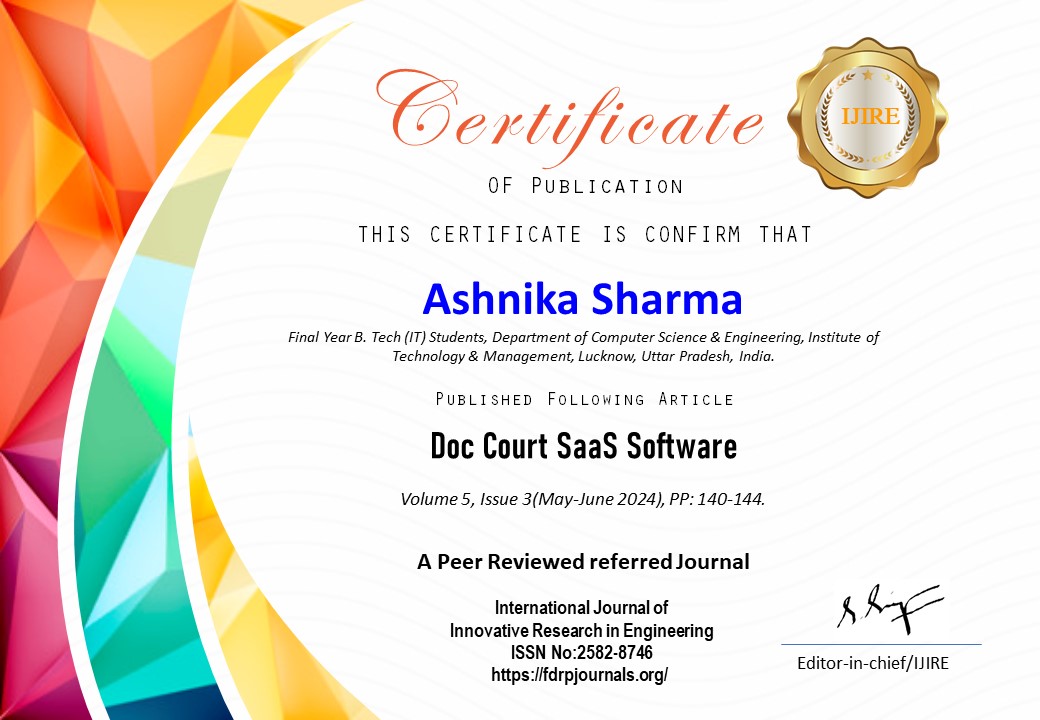 Certificate
IJIRE
OF PUBLICATION
THIS CERTIFICATE IS CONFIRM THAT
Ashnika Sharma
Final Year B. Tech (IT) Students, Department of Computer Science & Engineering, Institute of
Technology & Management, Lucknow, Uttar Pradesh, India.
PUBLISHED FOLLOWING ARTICLE
Doc Court SaaS Software
Volume 5, Issue 3(May-June 2024), PP: 140-144.
A Peer Reviewed referred Journal
International Journal of
Innovative Research in Engineering
ISSN No:2582-8746
https://fdrpjournals.org/
Editor-in-chief/IJIRE